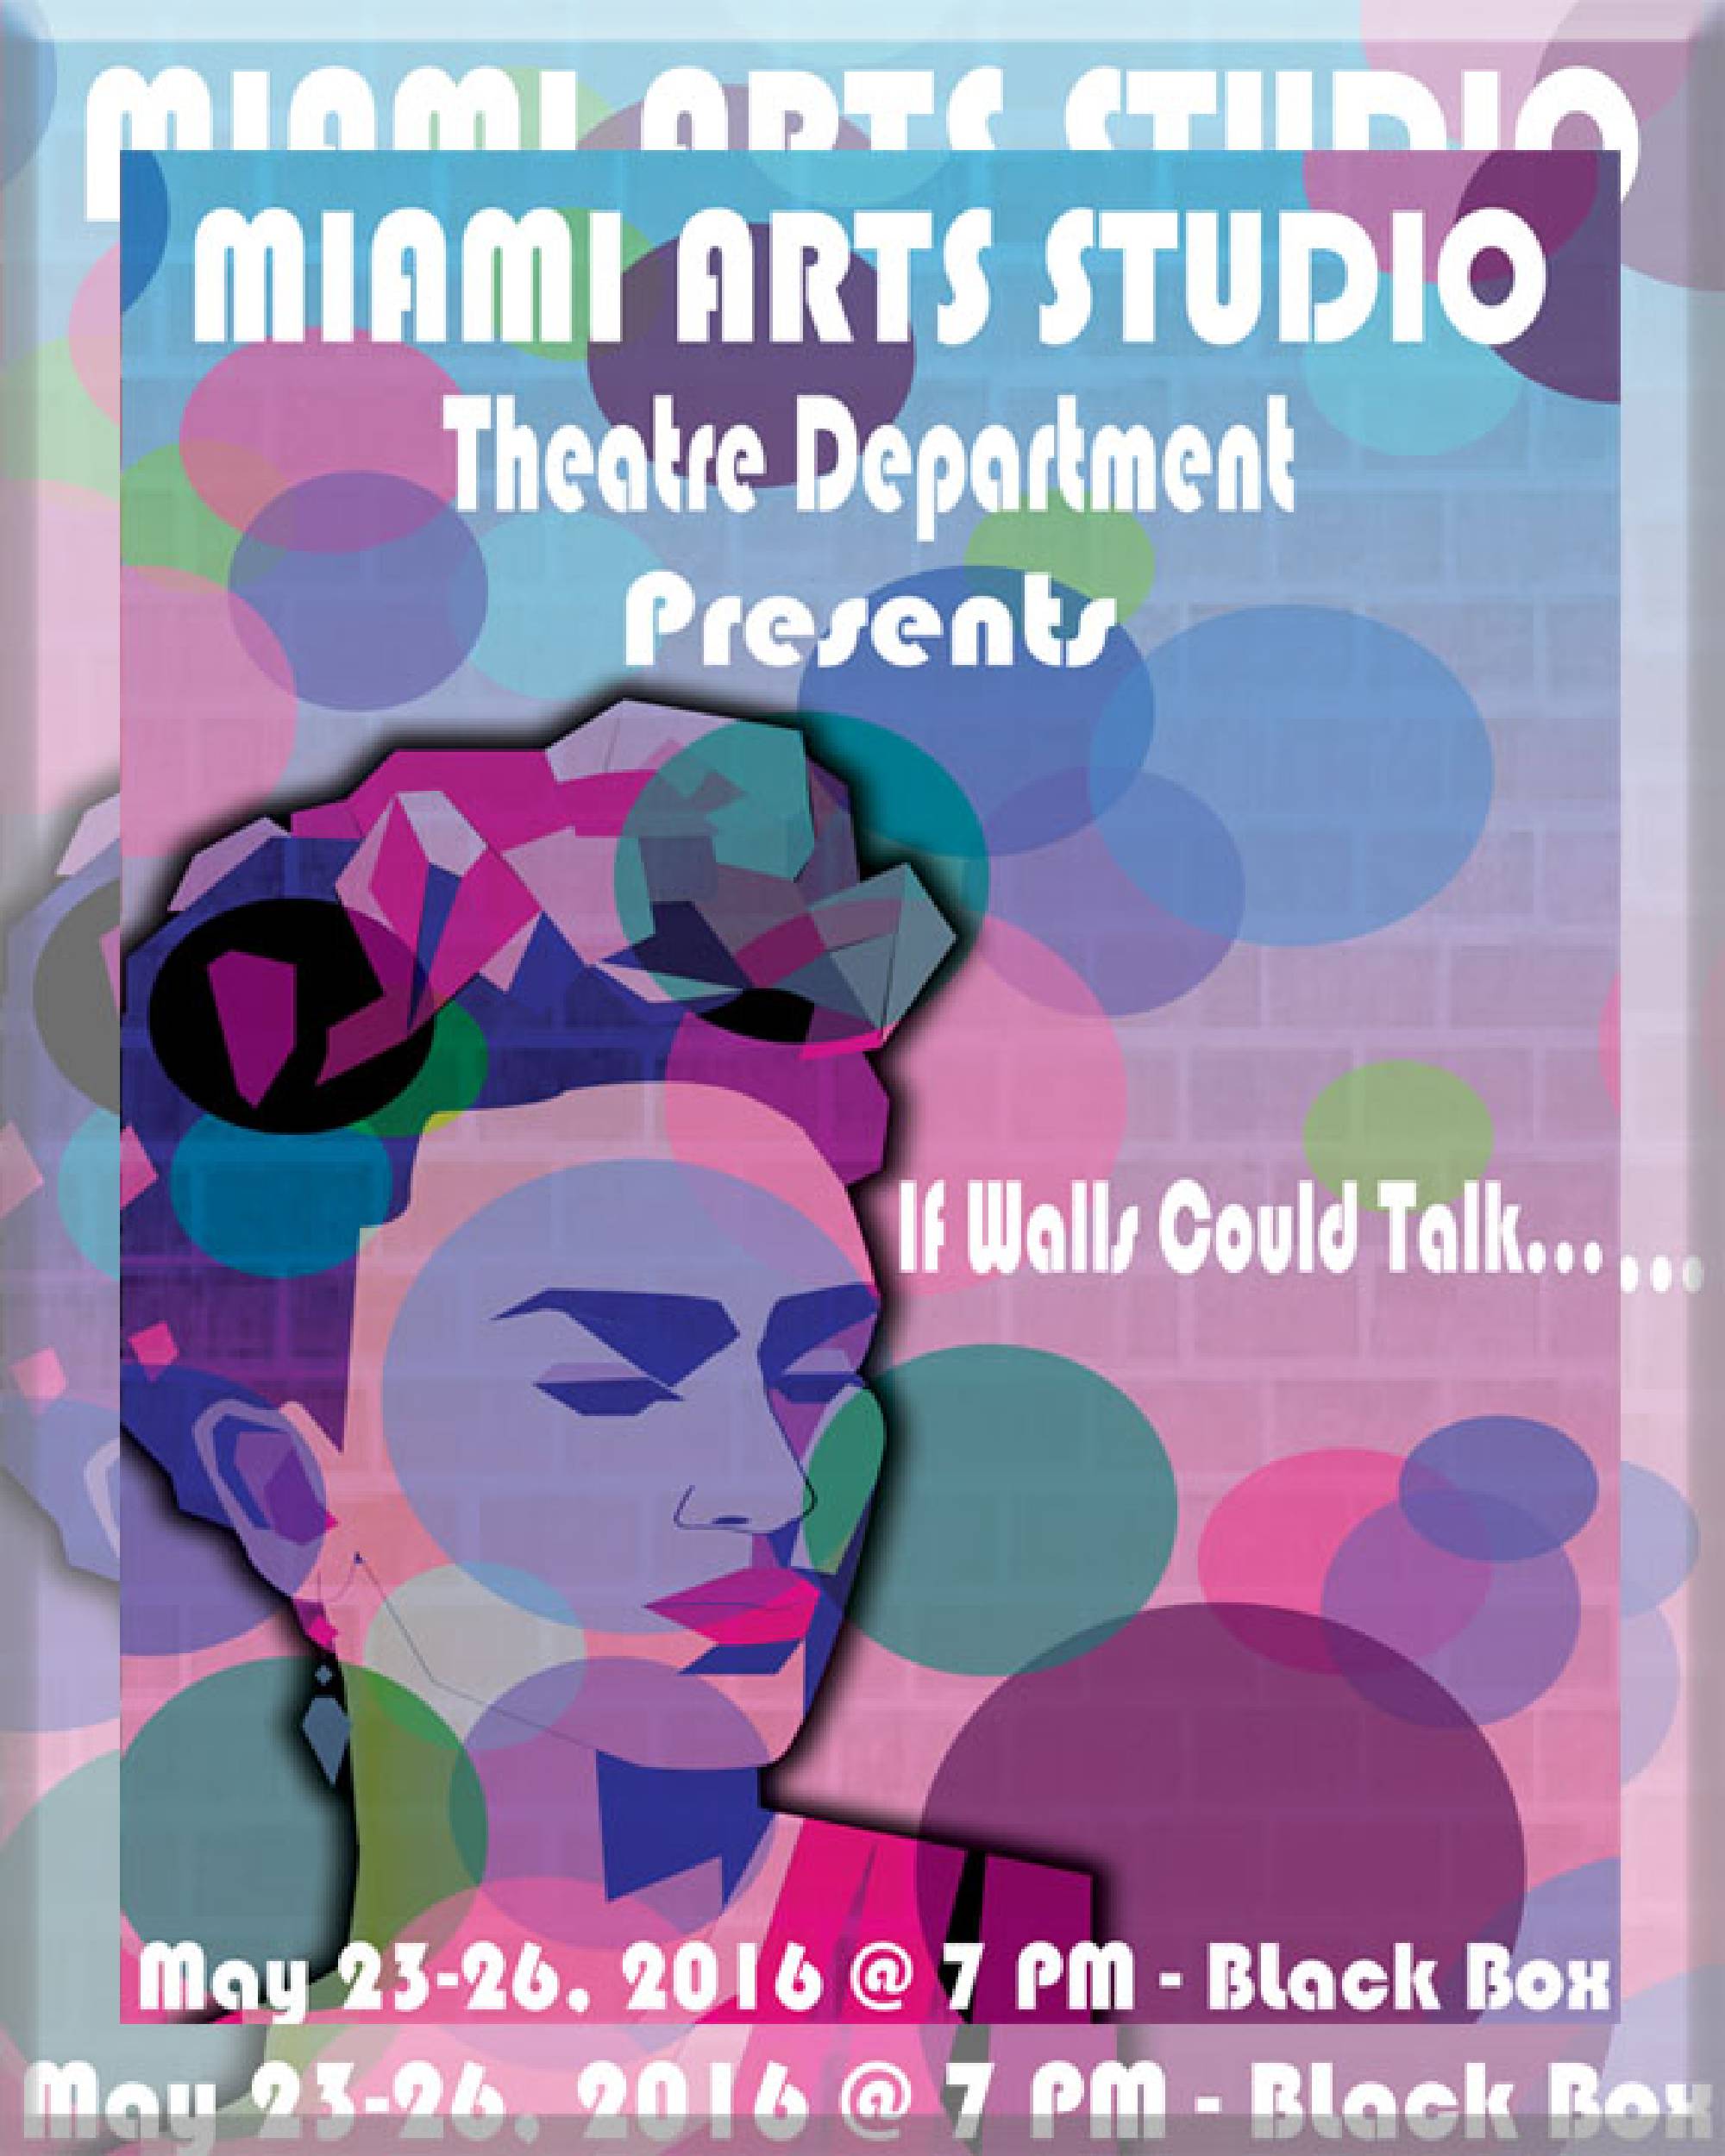 MIAMI ARTS STUDIO
MIAMI ARTS STUDIO
Theatre Department
Presents
If Walls Could Talk...
...
May 23-26, 2016 @ 7 PM - BLack Box
May 23-26, 2016 @ 7 PM - BLack Box